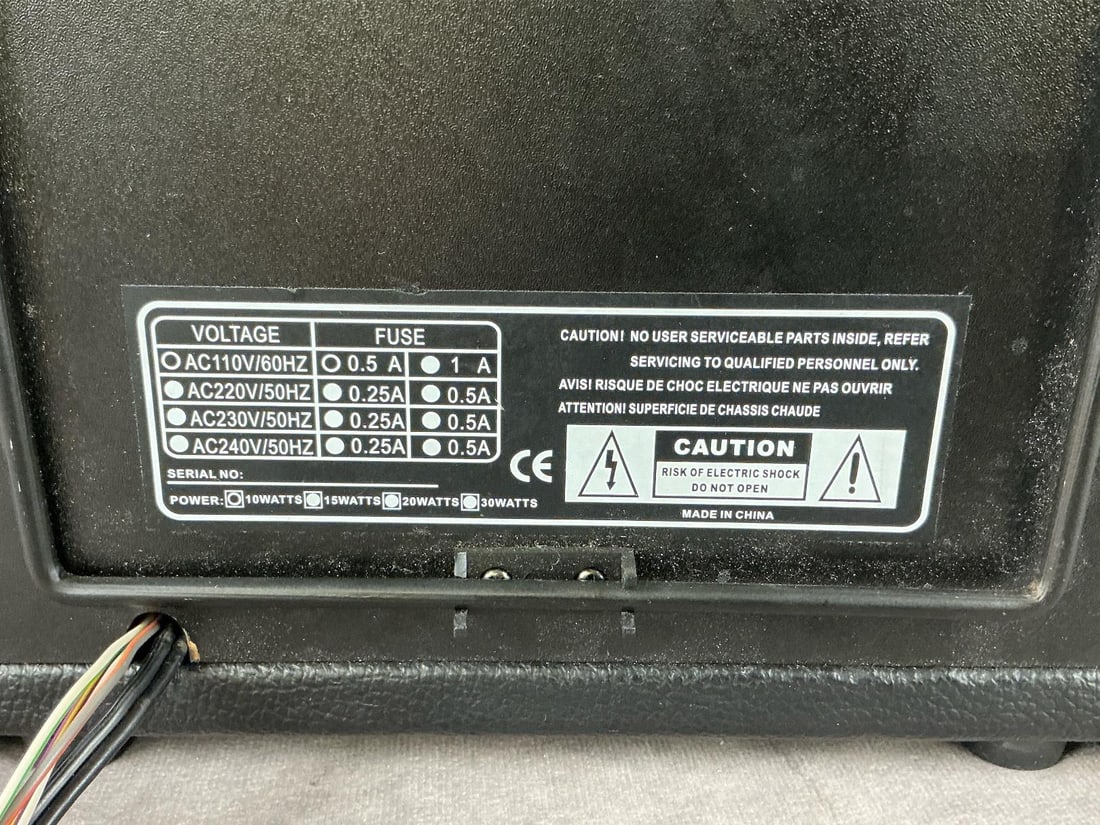 VOLTAGE FUSE
AC110V/60HZ 0.5 A 1 A
AC220V/50HZ 0.25A 0.5A
AC230V/50HZ 0.25A 0.5A
AC240V/50HZ 0.25A 0.5A
SERIAL NO:
POWER: 10WATTS 15WATTS 20WATTS 30WATTS
CE
CAUTION! NO USER SERVICEABLE PARTS INSIDE, REFER
SERVICING TO QUALIFIED PERSONNEL ONLY.
AVIS! RISQUE DE CHOC ELECTRIQUE NE PAS OUVRIR
ATTENTION! SUPERFICIE DE CHASSIS CHAUDE
CAUTION
RISK OF ELECTRIC SHOCK
DO NOT OPEN
MADE IN CHINA